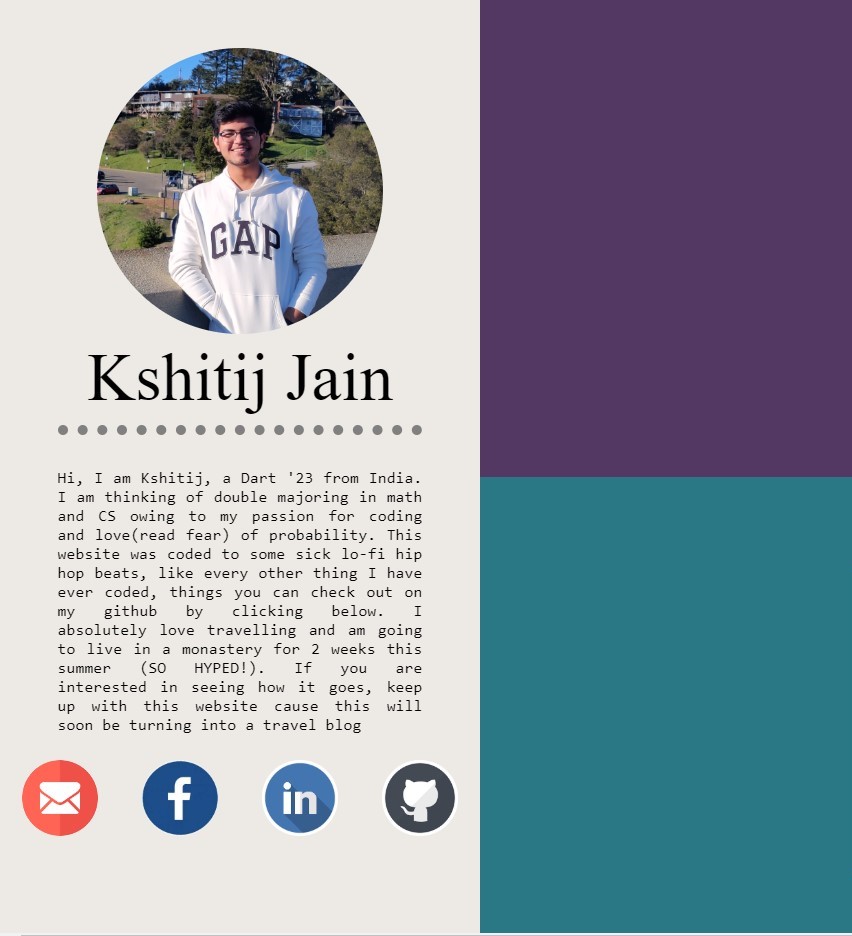 GAP
Kshitij Jain
Hi, I am Kshitij, a Dart '23 from India.
I am thinking of double majoring in math
and CS owing to my passion for coding
and love(read fear) of probability. This
website was coded to some sick lo-fi hip
hop beats, like every other thing I have
ever coded, things you can check out on
my github by clicking below. I
absolutely love travelling and am going
to live in a monastery for 2 weeks this
summer (SO HYPED!). If you are
interested in seeing how it goes, keep
up with this website cause this will
soon be turning into a travel blog
f in